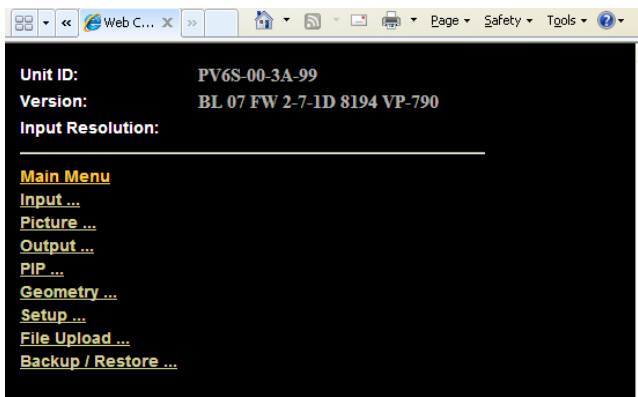 Web C... X
Page Safety Tools
Unit ID: PV6S-00-3A-99
Version: BL 07 FW 2-7-1D 8194 VP-790
Input Resolution:
Main Menu
Input ...
Picture ...
Output ...
PIP ...
Geometry ...
Setup ...
File Upload ...
Backup / Restore ...